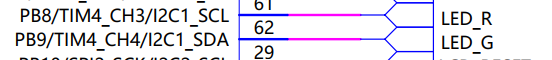 61
PB8/TIM4_CH3/I2C1_SCL
LED_R
62
PB9/TIM4_CH4/I2C1_SDA
LED_G
29